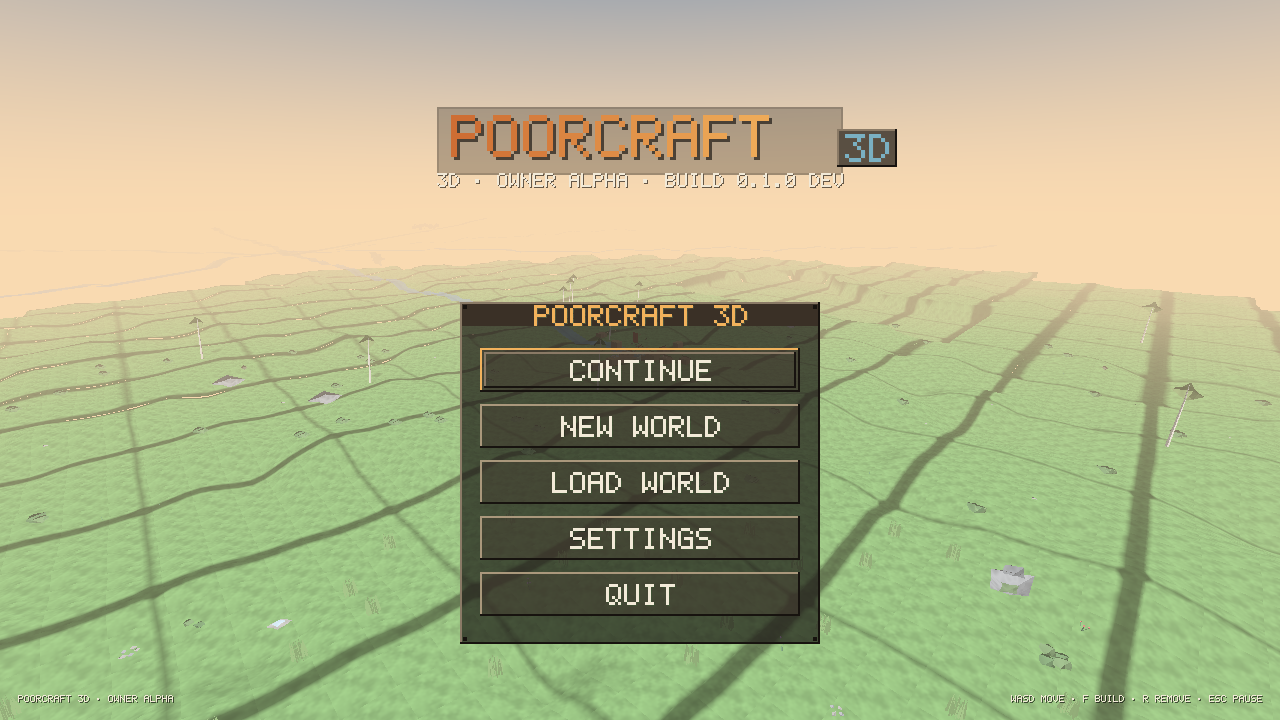 POORCRAFT
3D
3D · OWNER ALPHA · BUILD 0.1.0 DEV
POORCRAFT 3D
CONTINUE
NEW WORLD
LOAD WORLD
SETTINGS
QUIT
POORCRAFT 3D · OWNER ALPHA
WASD MOVE · F BUILD · R REMOVE · ESC PAUSE